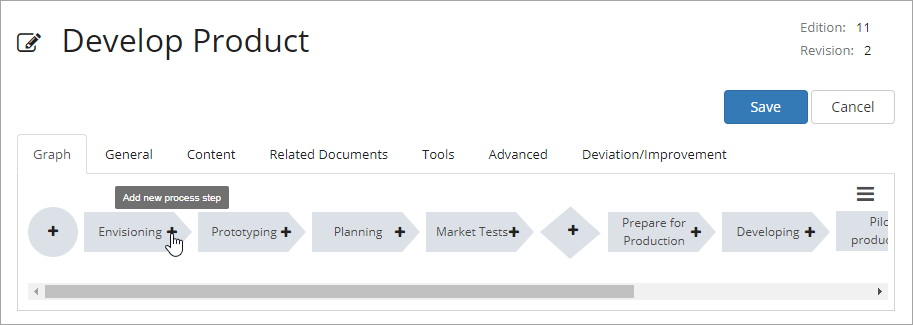 Develop Product
Edition: 11
Revision: 2
Save Cancel
Graph General Content Related Documents Tools Advanced Deviation/Improvement
Add new process step
Envisioning Prototyping Planning Market Tests Prepare for Developing
Production